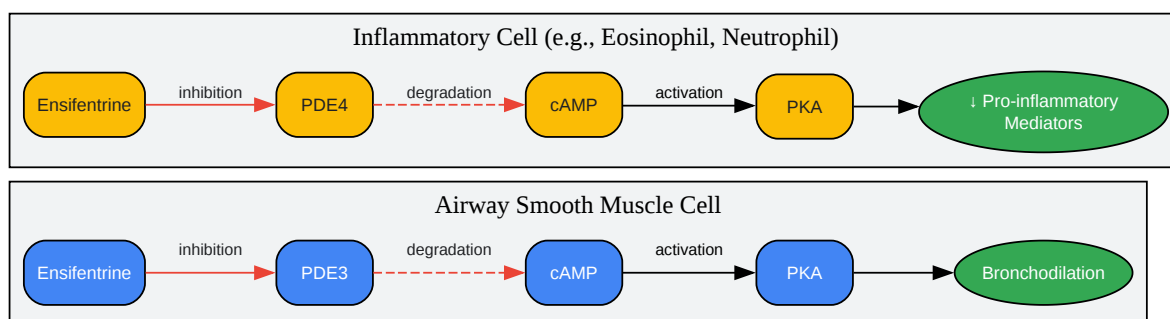 Inflammatory Cell (e.g., Eosinophil, Neutrophil)
Ensifentrine
inhibition
PDE4
degradation
cAMP
activation
PKA
↓ Pro-inflammatory
Mediators
Airway Smooth Muscle Cell
Ensifentrine
inhibition
PDE3
degradation
cAMP
activation
PKA
Bronchodilation